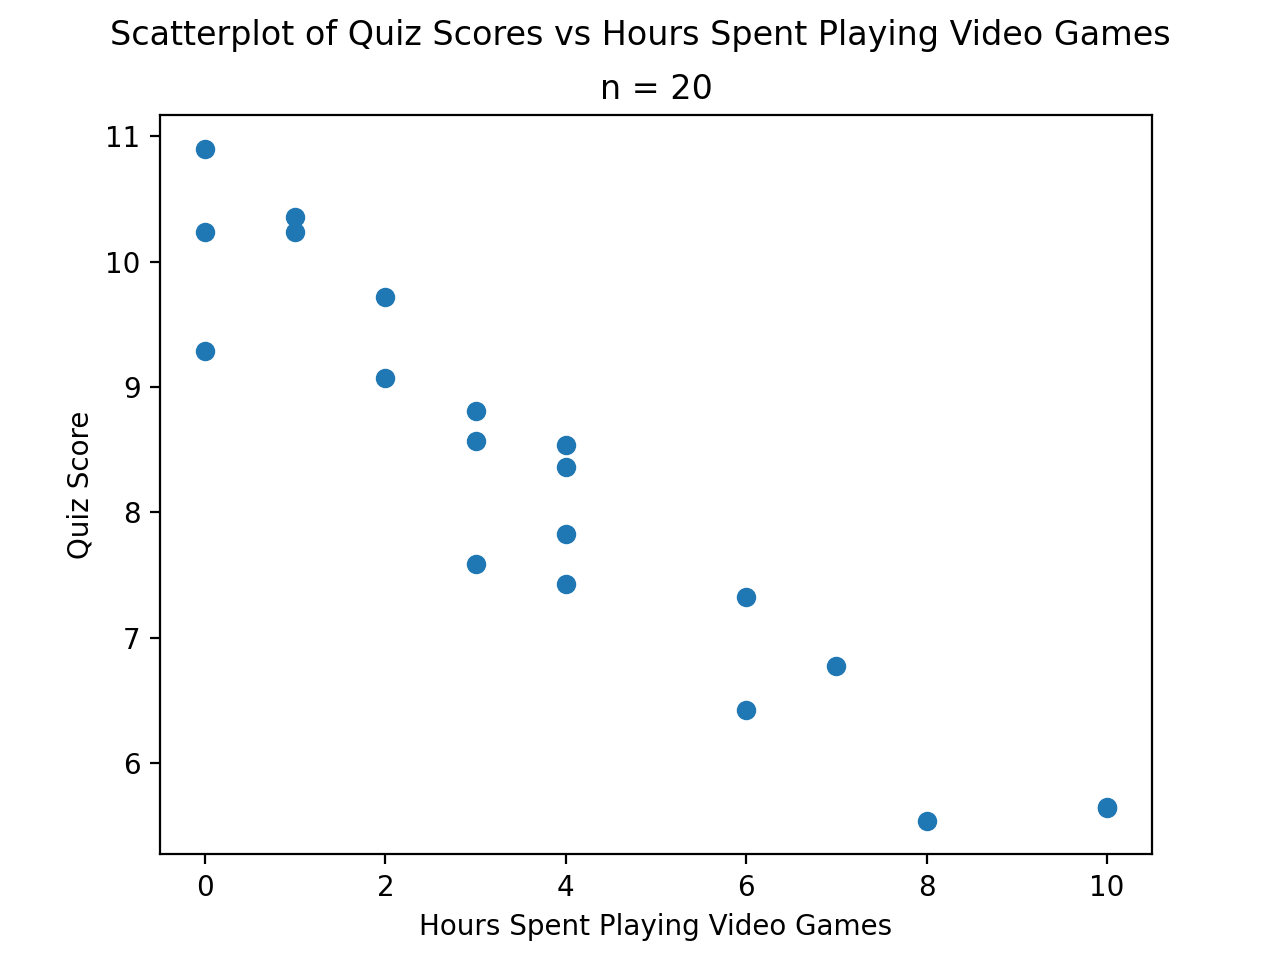 Scatterplot of Quiz Scores vs Hours Spent Playing Video Games
n = 20
11
10
9
8
7
6
Quiz Score
0 2 4 6 8 10
Hours Spent Playing Video Games